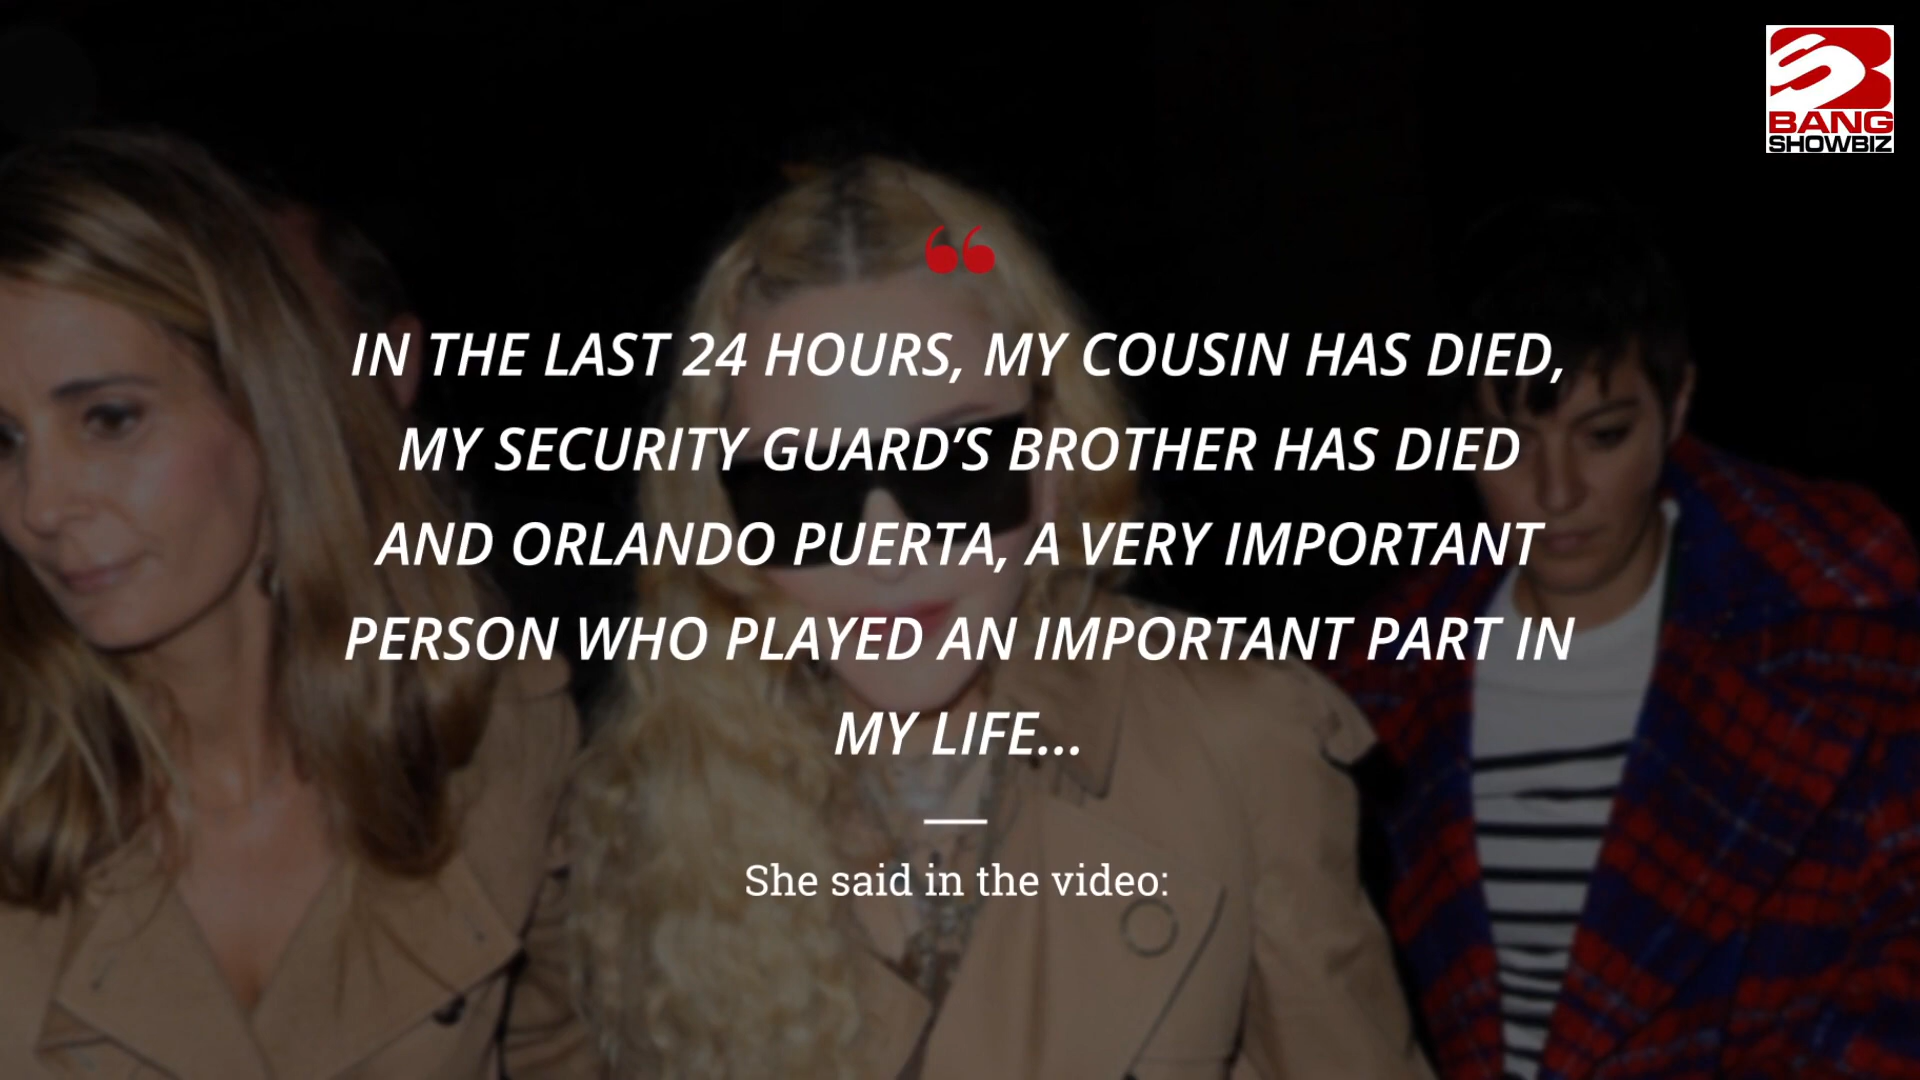 BANG
SHOWBIZ
“
IN THE LAST 24 HOURS, MY COUSIN HAS DIED,
MY SECURITY GUARD’S BROTHER HAS DIED
AND ORLANDO PUERTA, A VERY IMPORTANT
PERSON WHO PLAYED AN IMPORTANT PART IN
MY LIFE...
She said in the video: